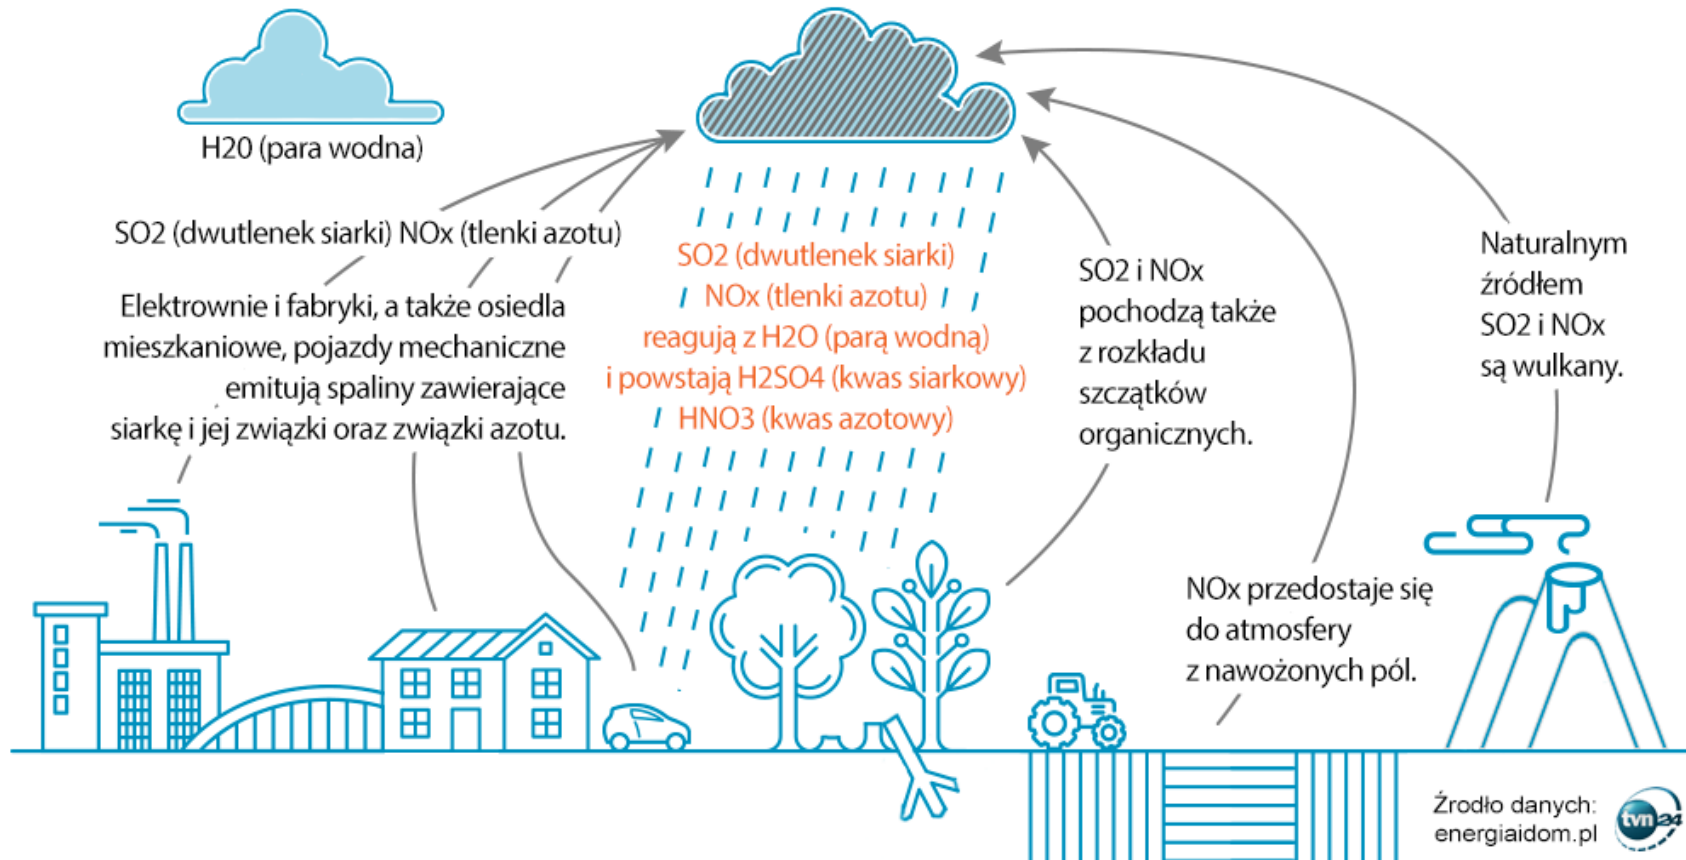 H20 (para wodna)
SO2 (dwutlenek siarki) NOx (tlenki azotu)
Elektrownie i fabryki, a także osiedla
mieszkaniowe, pojazdy mechaniczne
emitują spaliny zawierające
siarkę i jej związki oraz związki azotu.
SO2 (dwutlenek siarki)
NOx (tlenki azotu)
reagują z H2O (parą wodną)
i powstają H2SO4 (kwas siarkowy)
HNO3 (kwas azotowy)
SO2 i NOx
pochodzą także
z rozkładu
szczątków
organicznych.
NOx przedostaje się
do atmosfery
z nawożonych pól.
Naturalnym
źródłem
SO2 i NOx
są wulkany.
Źrodło danych:
energiaidom.pl
tvn24